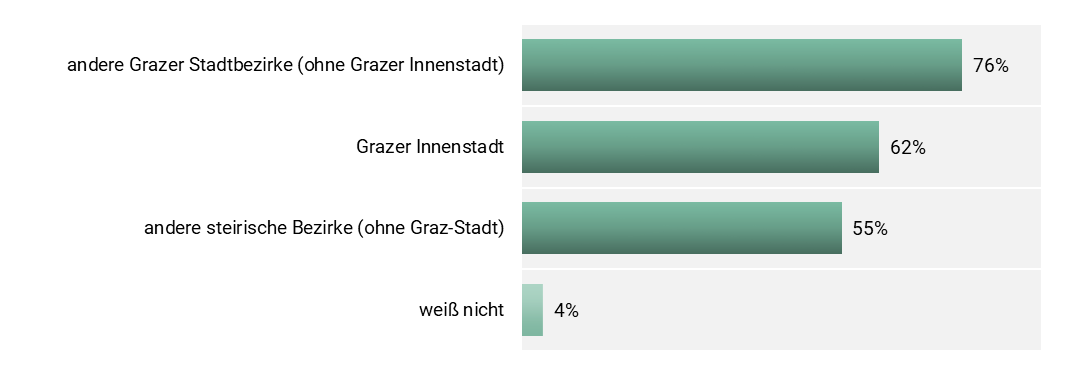 andere Grazer Stadtbezirke (ohne Grazer Innenstadt) 76%
Grazer Innenstadt 62%
andere steirische Bezirke (ohne Graz-Stadt) 55%
weiß nicht 4%